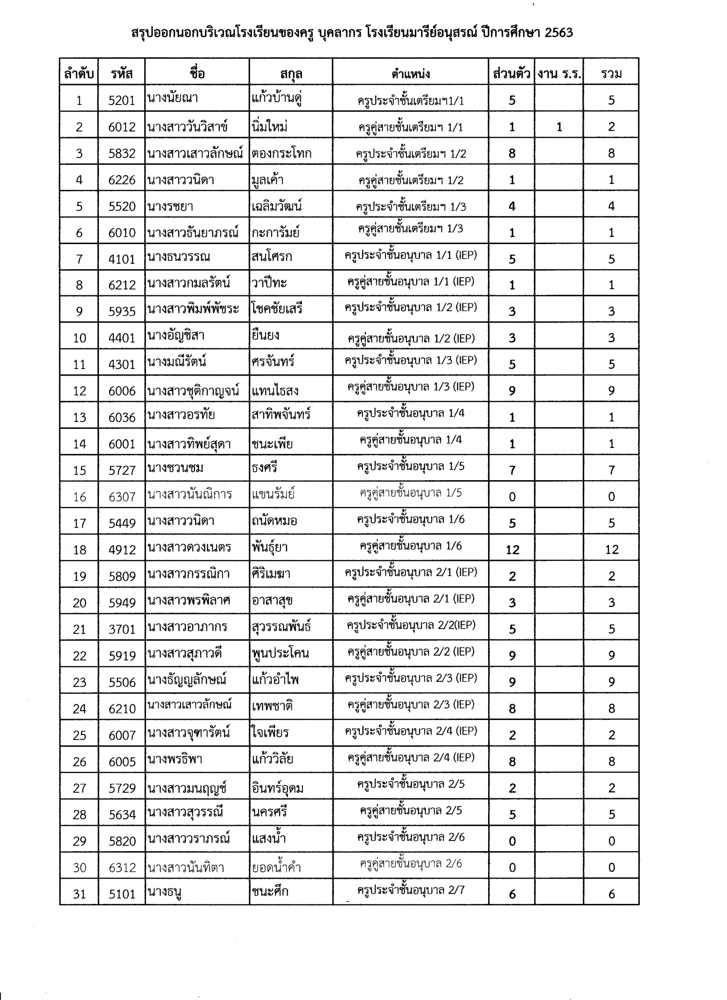 สรุปออกนอกบริเวณโรงเรียนของครู บุคลากร โรงเรียนมารีย์อนุสรณ์ ปีการศึกษา 2563
ลำดับ รหัส ชื่อ สกุล ตำแหน่ง ส่วนตัว งาน ร.ร. รวม
1 5201 นางนัยณา แก้วบ้านดู่ ครูประจำชั้นเตรียมฯ1/1 5 5
2 6012 นางสาววันวิสาข์ นิ่มใหม่ ครูคู่สายชั้นเตรียมฯ 1/1 1 1 2
3 5832 นางสาวเสาวลักษณ์ ตองกระโทก ครูประจำชั้นเตรียมฯ 1/2 8 8
4 6226 นางสาววนิดา มูลเค้า ครูคู่สายชั้นเตรียมฯ 1/2 1 1
5 5520 นางรชยา เฉลิมวัฒน์ ครูประจำชั้นเตรียมฯ 1/3 4 4
6 6010 นางสาวธันยาภรณ์ กะการัมย์ ครูคู่สายชั้นเตรียมฯ 1/3 1 1
7 4101 นางธนวรรณ สนโศรก ครูประจำชั้นอนุบาล 1/1 (IEP) 5 5
8 6212 นางสาวกมลรัตน์ วาปีทะ ครูคู่สายชั้นอนุบาล 1/1 (IEP) 1 1
9 5935 นางสาวพิมพ์พัชระ โชคชัยเสรี ครูประจำชั้นอนุบาล 1/2 (IEP) 3 3
10 4401 นางอัญชิสา ยืนยง ครูคู่สายชั้นอนุบาล 1/2 (IEP) 3 3
11 4301 นางมณีรัตน์ ศรจันทร์ ครูประจำชั้นอนุบาล 1/3 (IEP) 5 5
12 6006 นางสาวชุติกาญจน์ แทนไธสง ครูคู่สายชั้นอนุบาล 1/3 (IEP) 9 9
13 6036 นางสาวอรทัย สาทิพจันทร์ ครูประจำชั้นอนุบาล 1/4 1 1
14 6001 นางสาวทิพย์สุดา ชนะเพีย ครูคู่สายชั้นอนุบาล 1/4 1 1
15 5727 นางชวนชม ธงศรี ครูประจำชั้นอนุบาล 1/5 7 7
16 6307 นางสาวนันณิการ แขนรัมย์ ครูคู่สายชั้นอนุบาล 1/5 0 0
17 5449 นางสาววนิดา ถนัดหมอ ครูประจำชั้นอนุบาล 1/6 5 5
18 4912 นางสาวดวงเนตร พันธุ์ยา ครูคู่สายชั้นอนุบาล 1/6 12 12
19 5809 นางสาวกรรณิกา ศิริเมฆา ครูประจำชั้นอนุบาล 2/1 (IEP) 2 2
20 5949 นางสาวพรพิลาศ อาสาสุข ครูคู่สายชั้นอนุบาล 2/1 (IEP) 3 3
21 3701 นางสาวอาภากร สุวรรณพันธ์ ครูประจำชั้นอนุบาล 2/2(IEP) 5 5
22 5919 นางสาวสุภาวดี พูนประโคน ครูคู่สายชั้นอนุบาล 2/2 (IEP) 9 9
23 5506 นางธัญญลักษณ์ แก้วอำไพ ครูประจำชั้นอนุบาล 2/3 (IEP) 9 9
24 6210 นางสาวเสาวลักษณ์ เทพชาติ ครูคู่สายชั้นอนุบาล 2/3 (IEP) 8 8
25 6007 นางสาวจุฑารัตน์ ใจเพียร ครูประจำชั้นอนุบาล 2/4 (IEP) 2 2
26 6005 นางพรธิพา แก้ววิลัย ครูคู่สายชั้นอนุบาล 2/4 (IEP) 8 8
27 5729 นางสาวมนฤญช์ อินทร์อุดม ครูประจำชั้นอนุบาล 2/5 2 2
28 5634 นางสาวสุวรรณี นครศรี ครูคู่สายชั้นอนุบาล 2/5 5 5
29 5820 นางสาววราภรณ์ แสงน้ำ ครูประจำชั้นอนุบาล 2/6 0 0
30 6312 นางสาวนันทิตา ยอดน้ำคำ ครูคู่สายชั้นอนุบาล 2/6 0 0
31 5101 นางธนู ชนะศึก ครูประจำชั้นอนุบาล 2/7 6 6